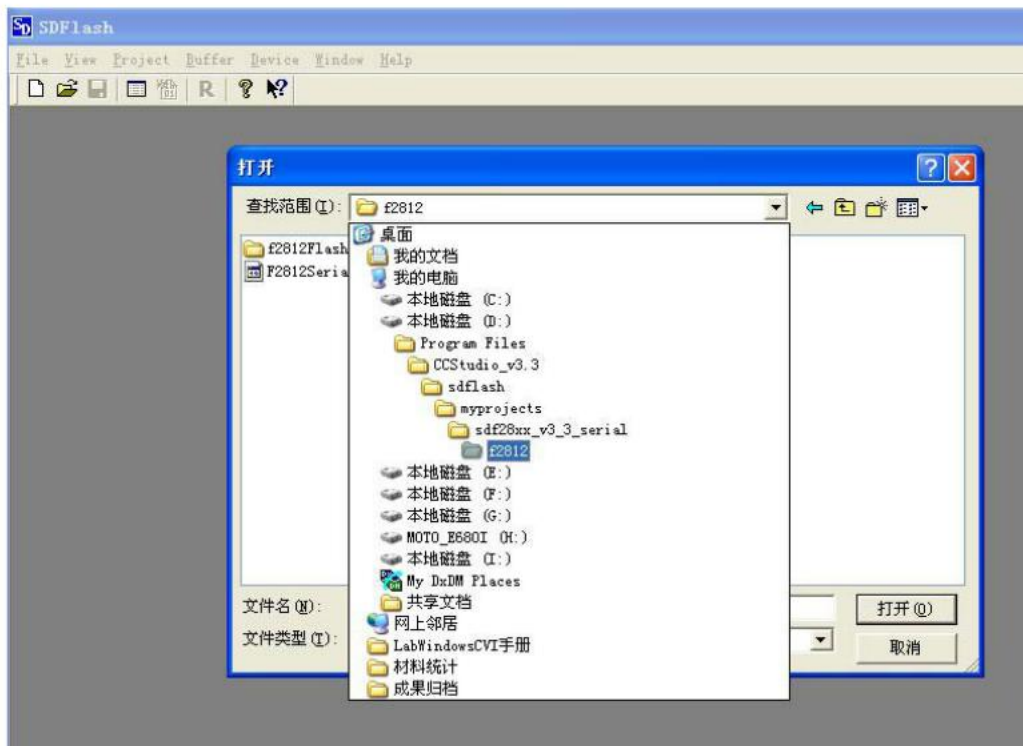 SD SDFlash
File View Project Buffer Device Window Help
R
打开
查找范围(I): f2812
f2812Flash
F2812Seria
桌面
我的文档
我的电脑
本地磁盘 (C:)
本地磁盘 (D:)
Program Files
CCStudio_v3.3
sdflash
myprojects
sdf28xx_v3_3_serial
f2812
本地磁盘 (E:)
本地磁盘 (F:)
本地磁盘 (G:)
MOTO_E680I (H:)
本地磁盘 (I:)
My DxDM Places
共享文档
网上邻居
LabWindowsCVI手册
材料统计
成果归档
文件名(N):
打开(O)
文件类型(T):
取消